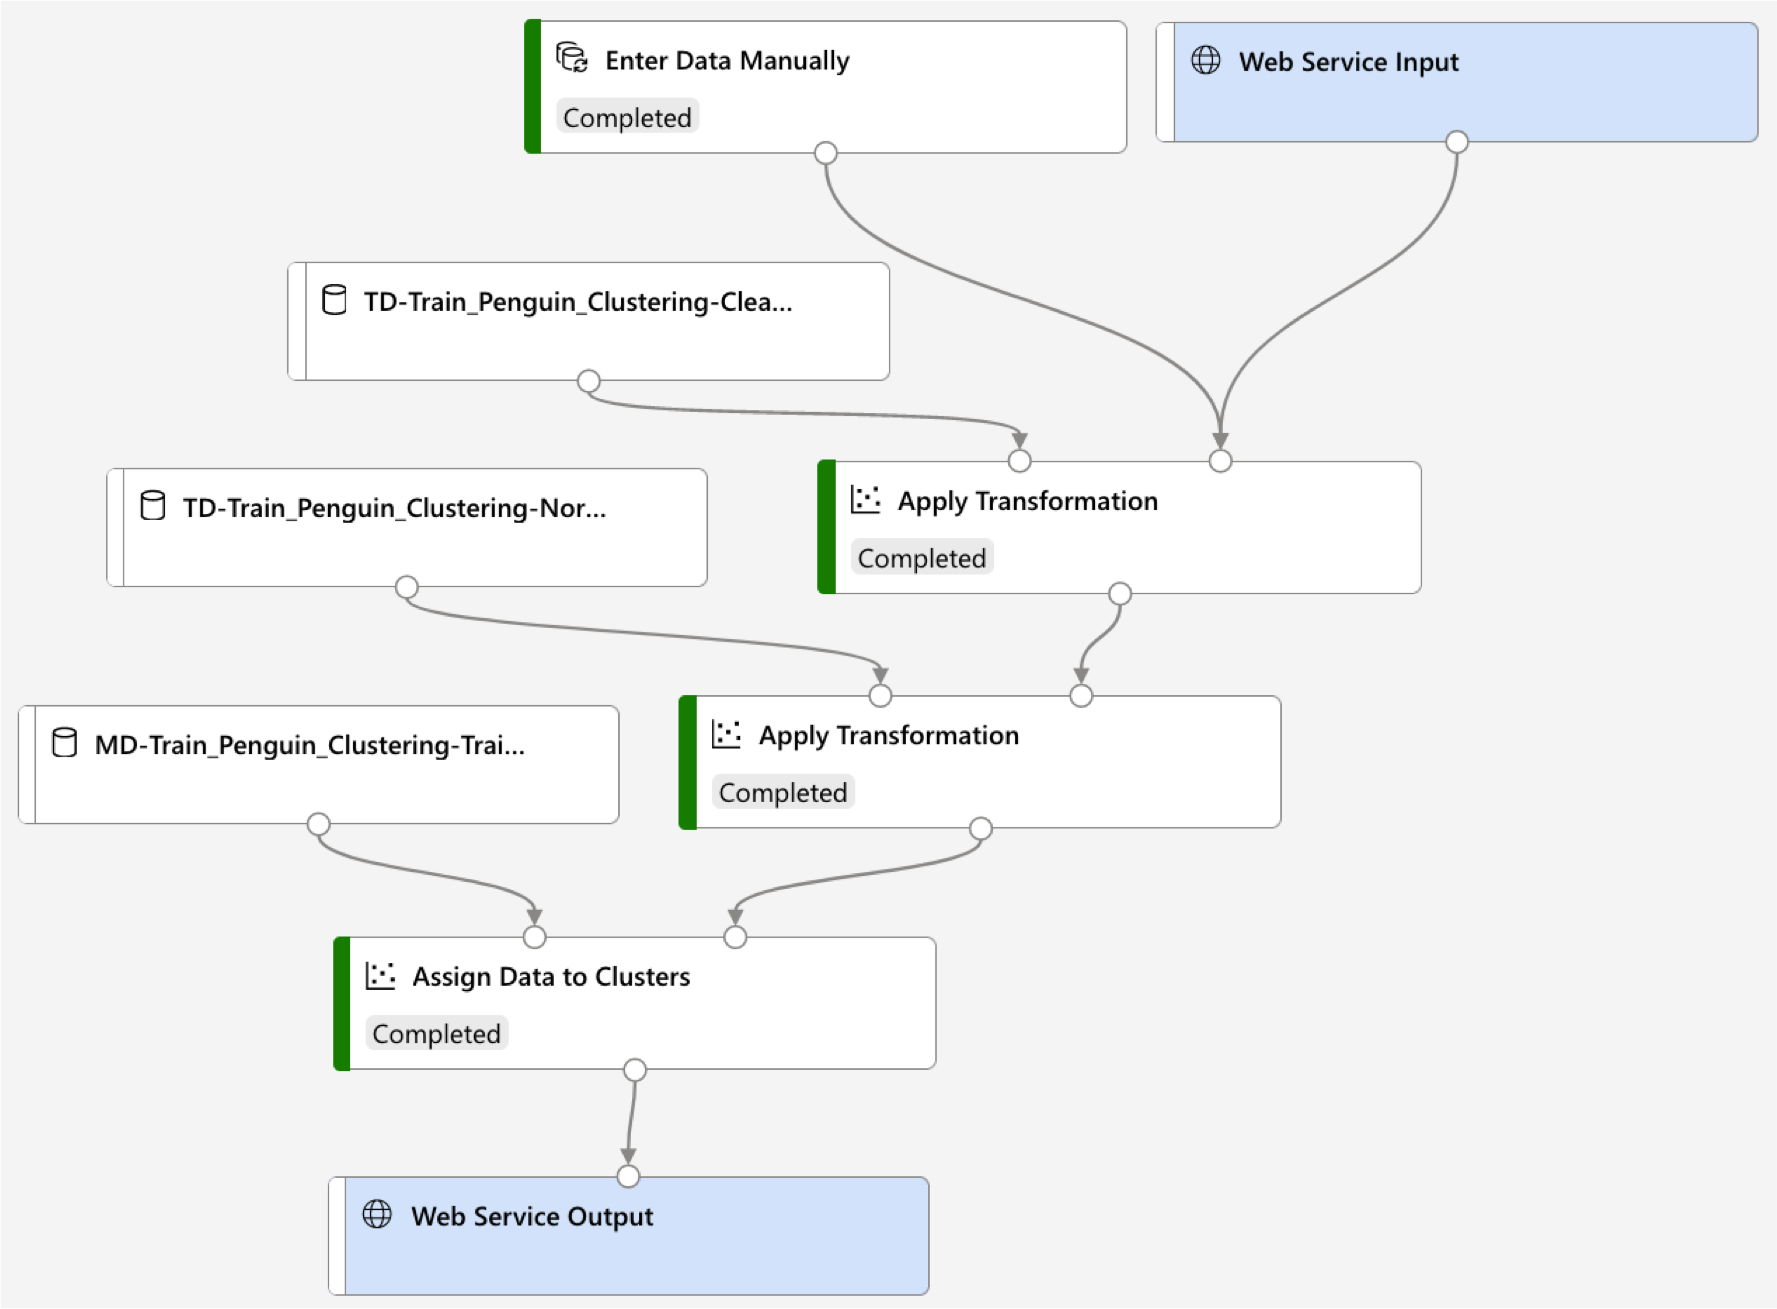 Enter Data Manually
Completed
Web Service Input
TD-Train_Penguin_Clustering-Clea...
TD-Train_Penguin_Clustering-Nor...
Apply Transformation
Completed
MD-Train_Penguin_Clustering-Trai...
Apply Transformation
Completed
Assign Data to Clusters
Completed
Web Service Output